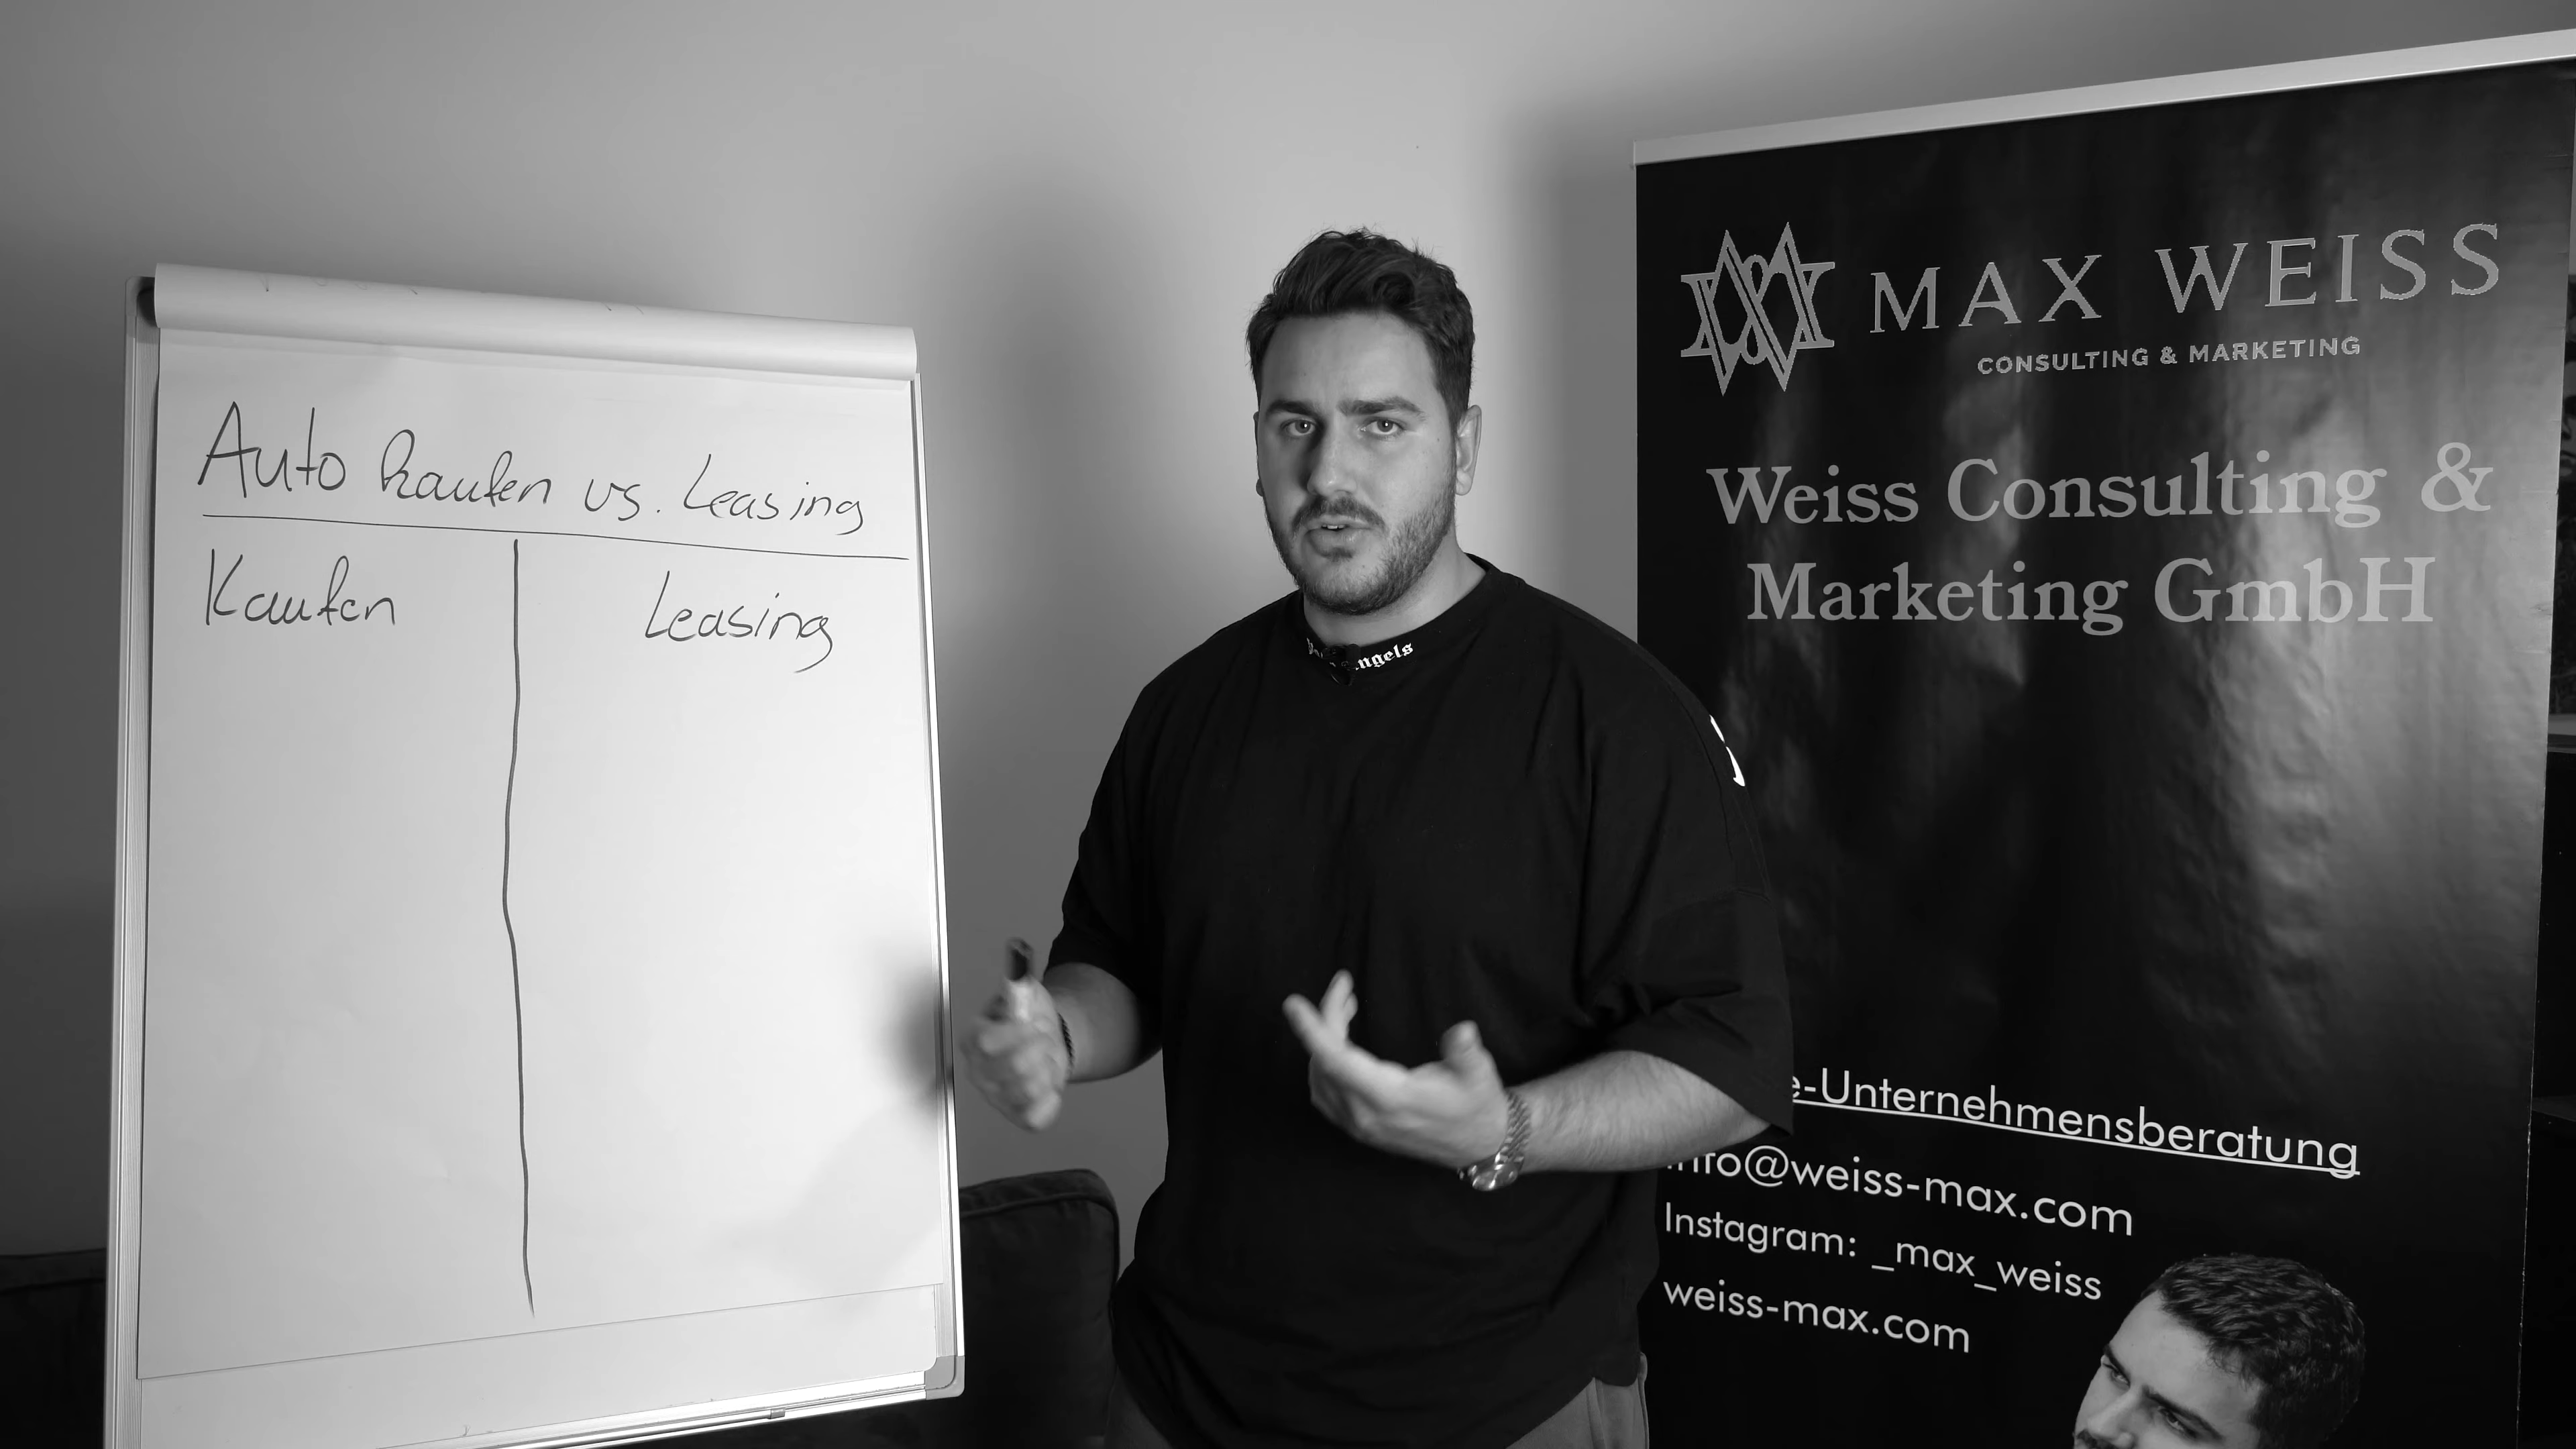 Auto kaufen vs. Leasing
Kaufen
Leasing
MAX WEISS
CONSULTING & MARKETING
Weiss Consulting &
Marketing GmbH
e-Unternehmensberatung
info@weiss-max.com
Instagram: _max_weiss
weiss-max.com